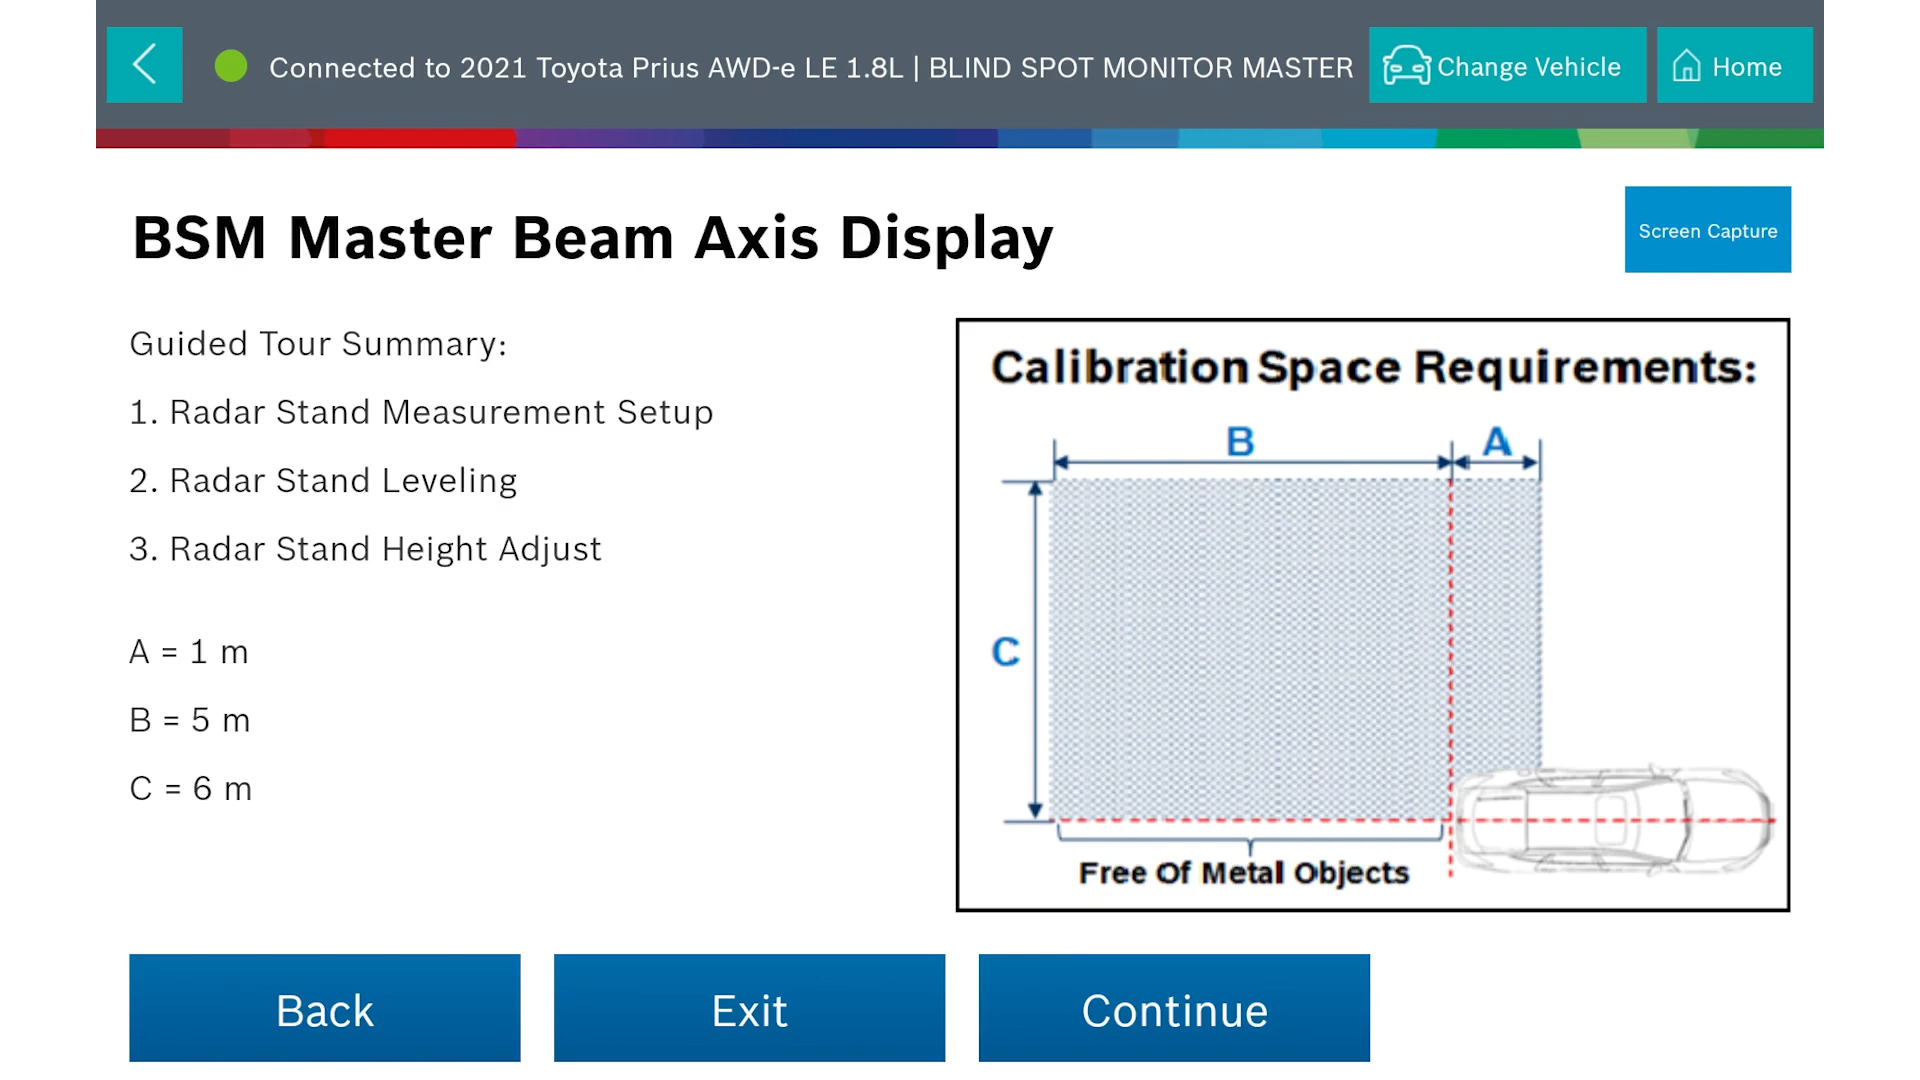 Connected to 2021 Toyota Prius AWD-e LE 1.8L | BLIND SPOT MONITOR MASTER
Change Vehicle
Home
BSM Master Beam Axis Display
Screen Capture
Guided Tour Summary:
1. Radar Stand Measurement Setup
2. Radar Stand Leveling
3. Radar Stand Height Adjust
A = 1 m
B = 5 m
C = 6 m
Calibration Space Requirements:
B
A
C
Free Of Metal Objects
Back
Exit
Continue